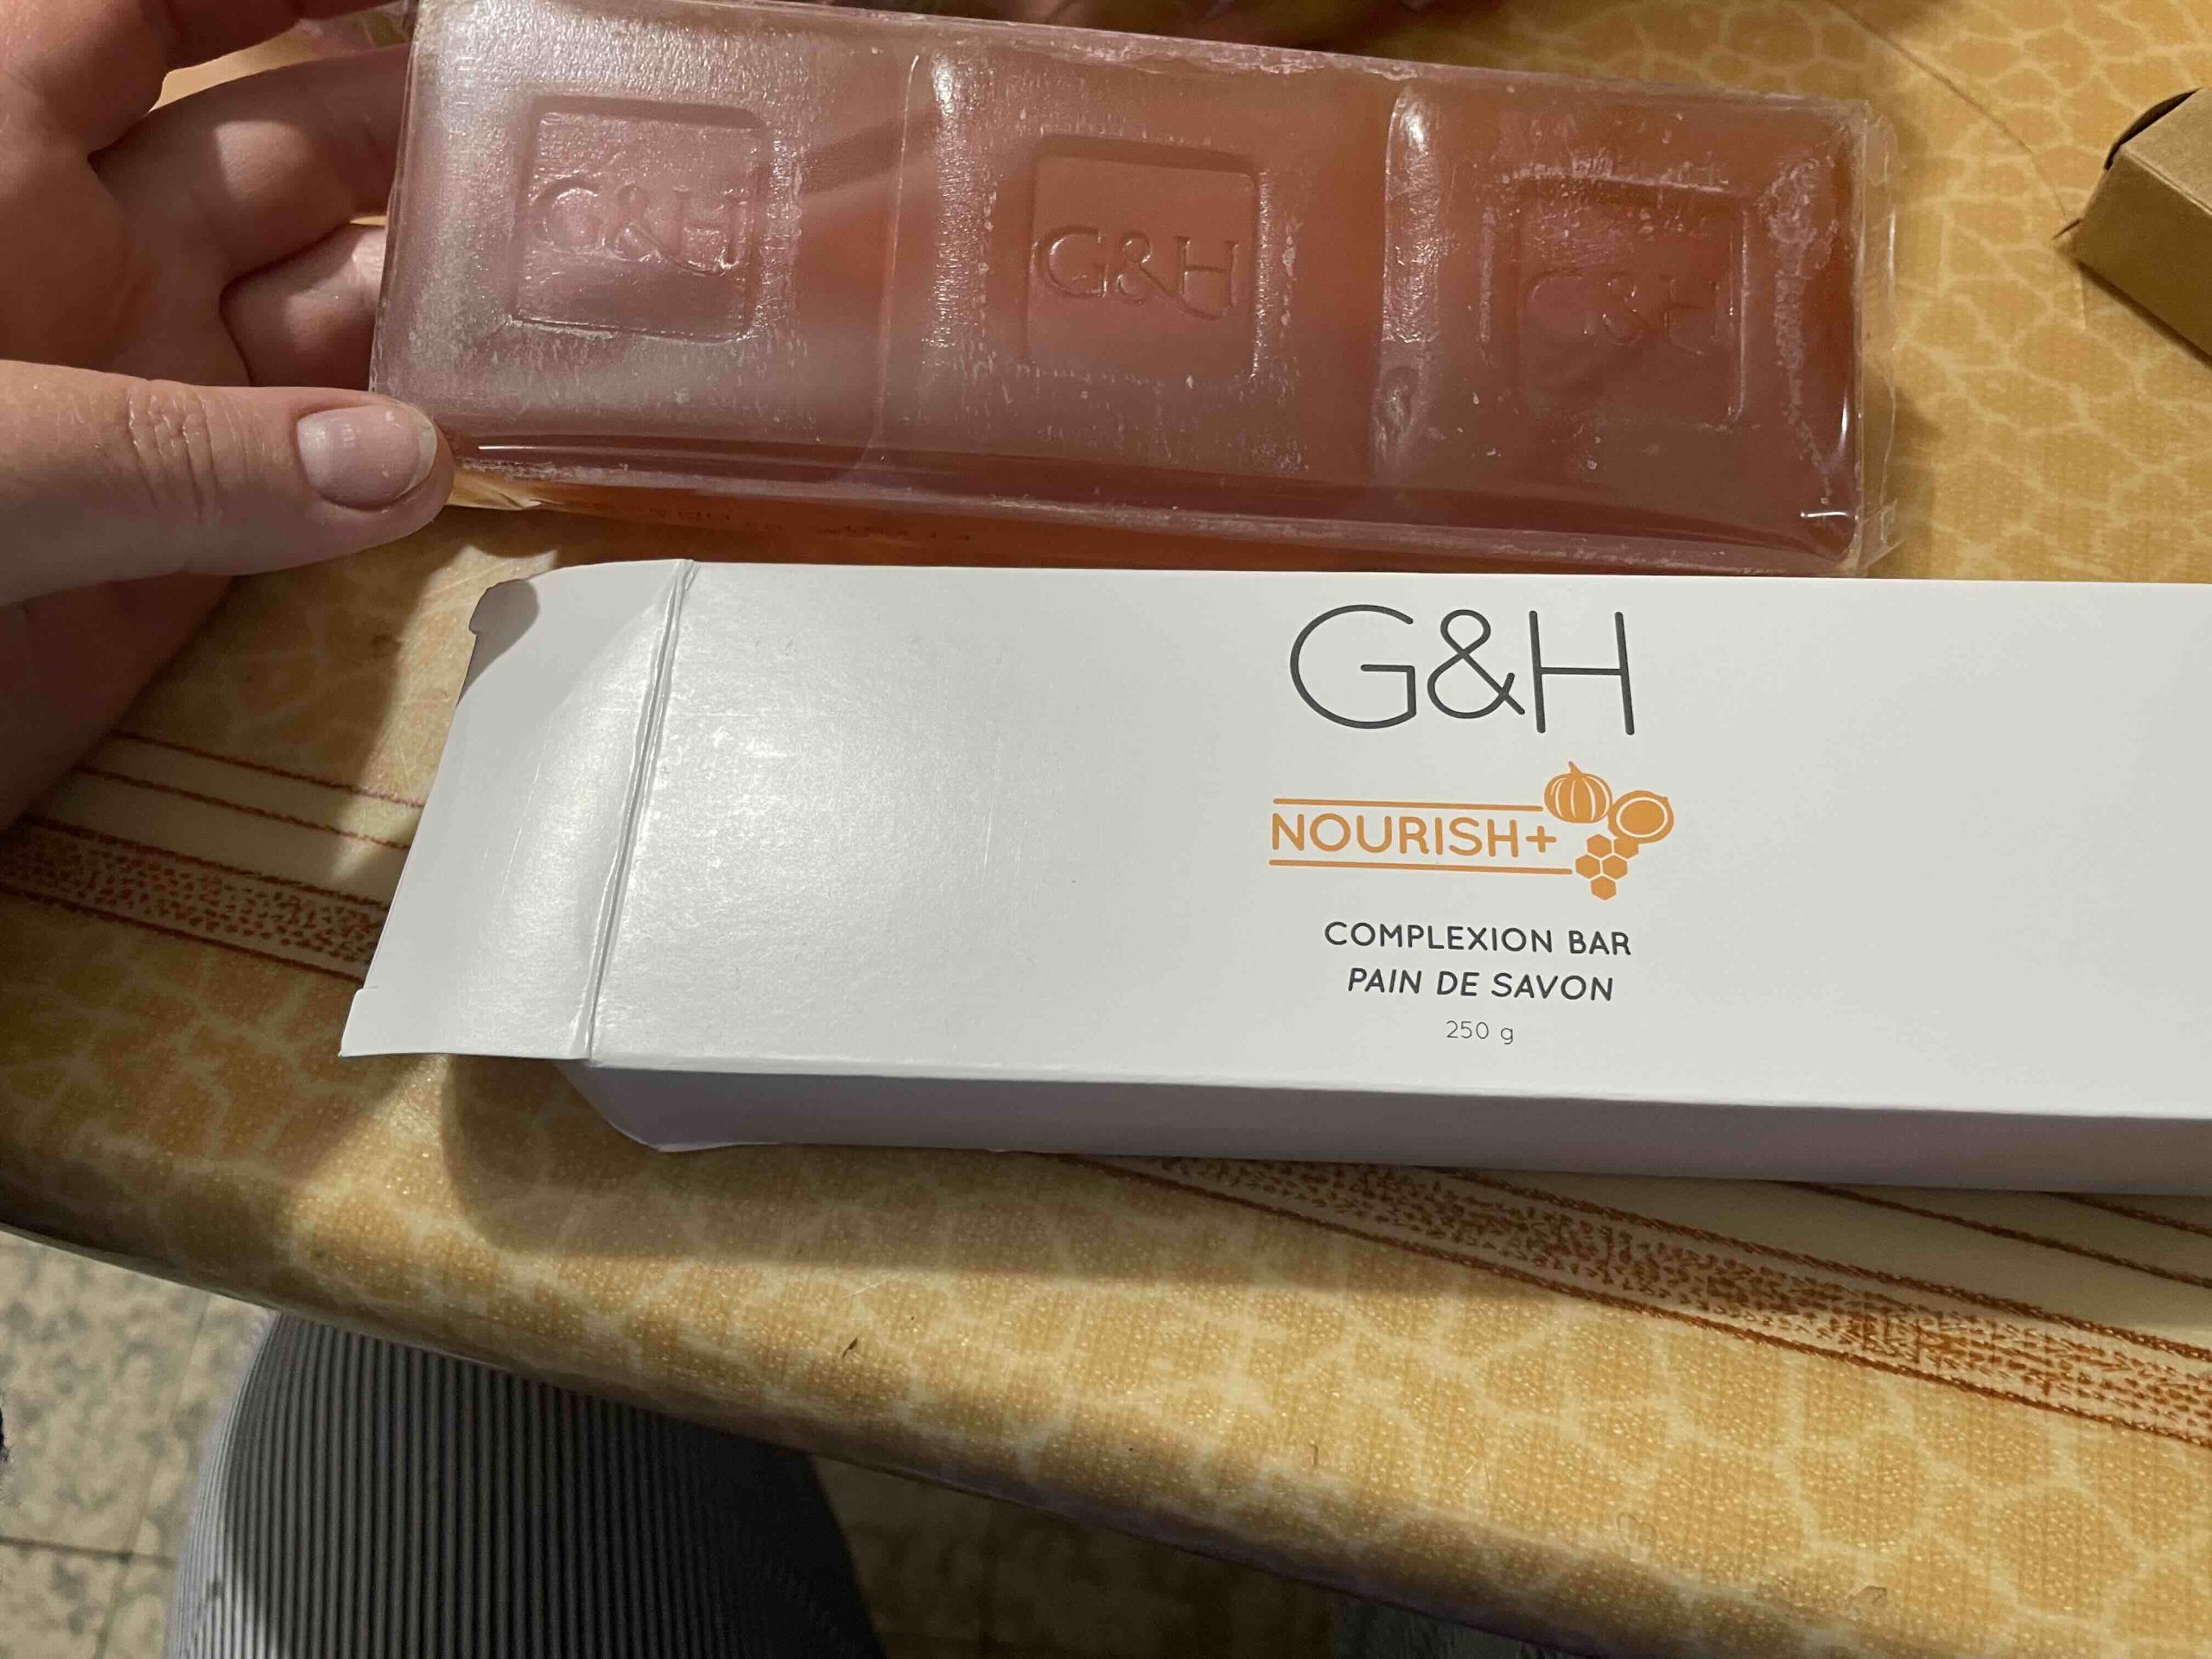 G&H
G&H
G&H
G&H
NOURISH+
COMPLEXION BAR
PAIN DE SAVON
250 g